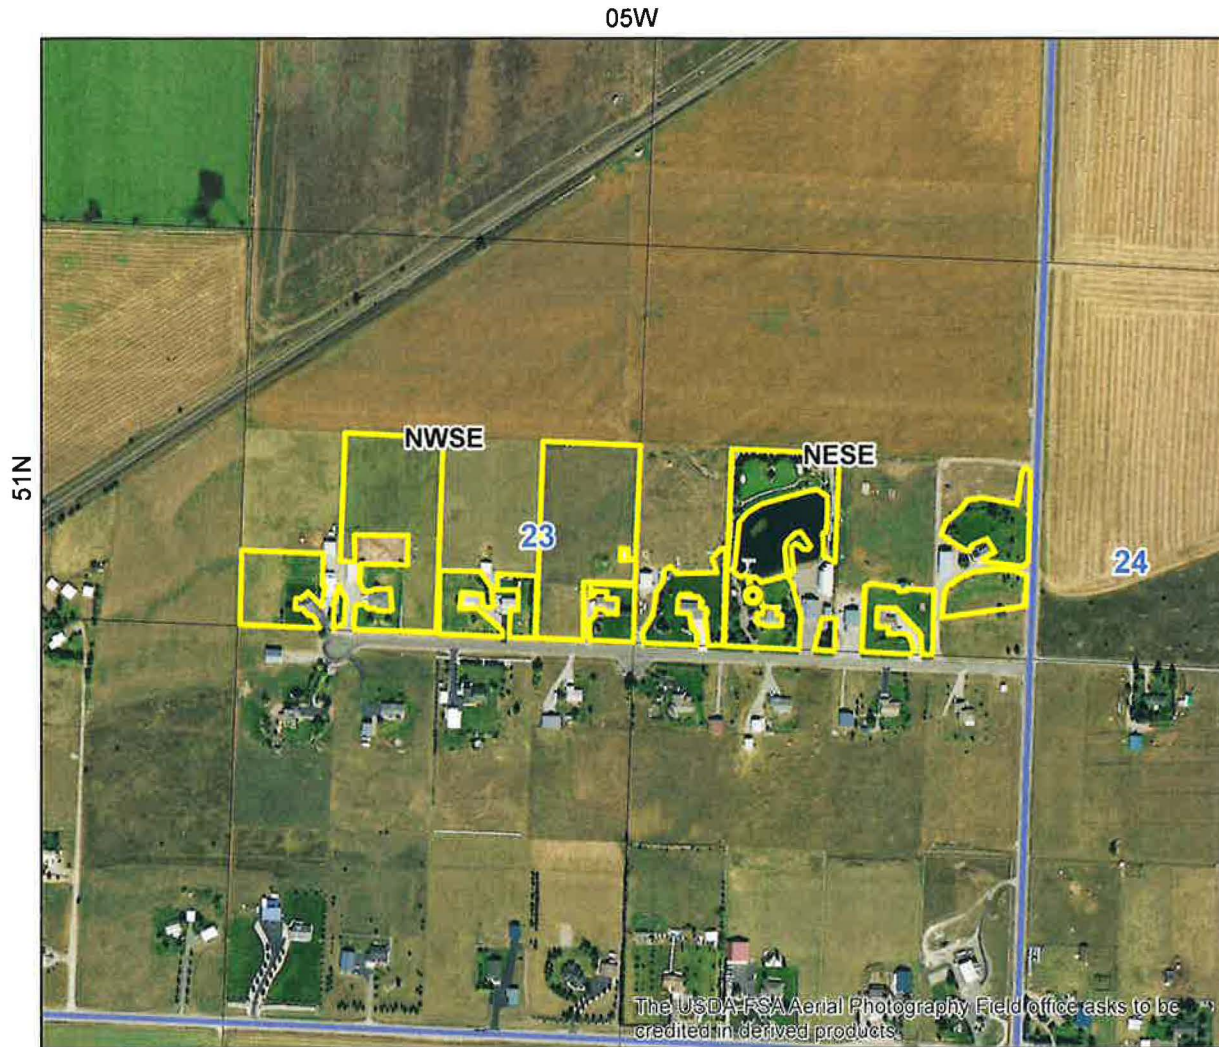 05W
51N
NWSE
NESE
23
24
The USDA-FSA Aerial Photography Field office asks to be
credited in derived products.